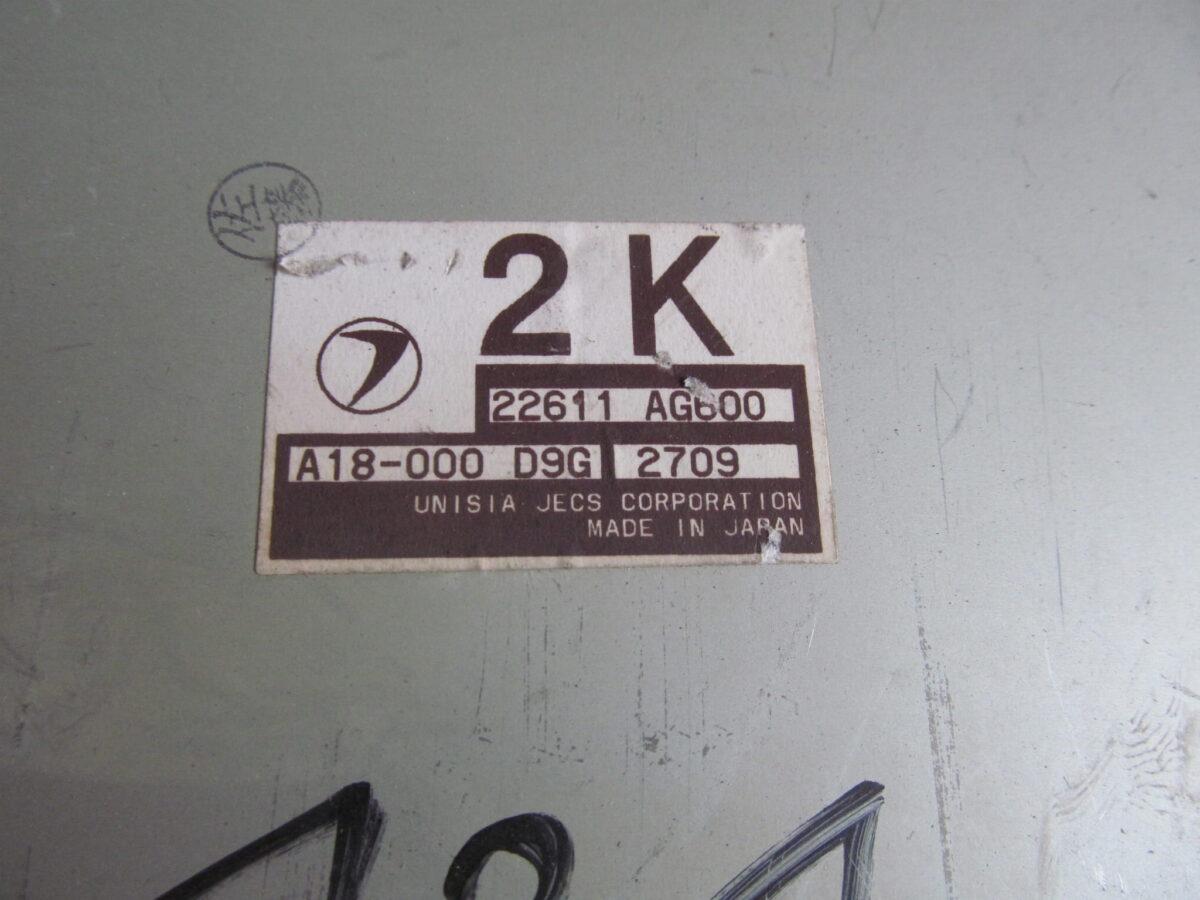 2K
22611 AG600
A18-000 D9G 2709
UNISIA JECS CORPORATION
MADE IN JAPAN